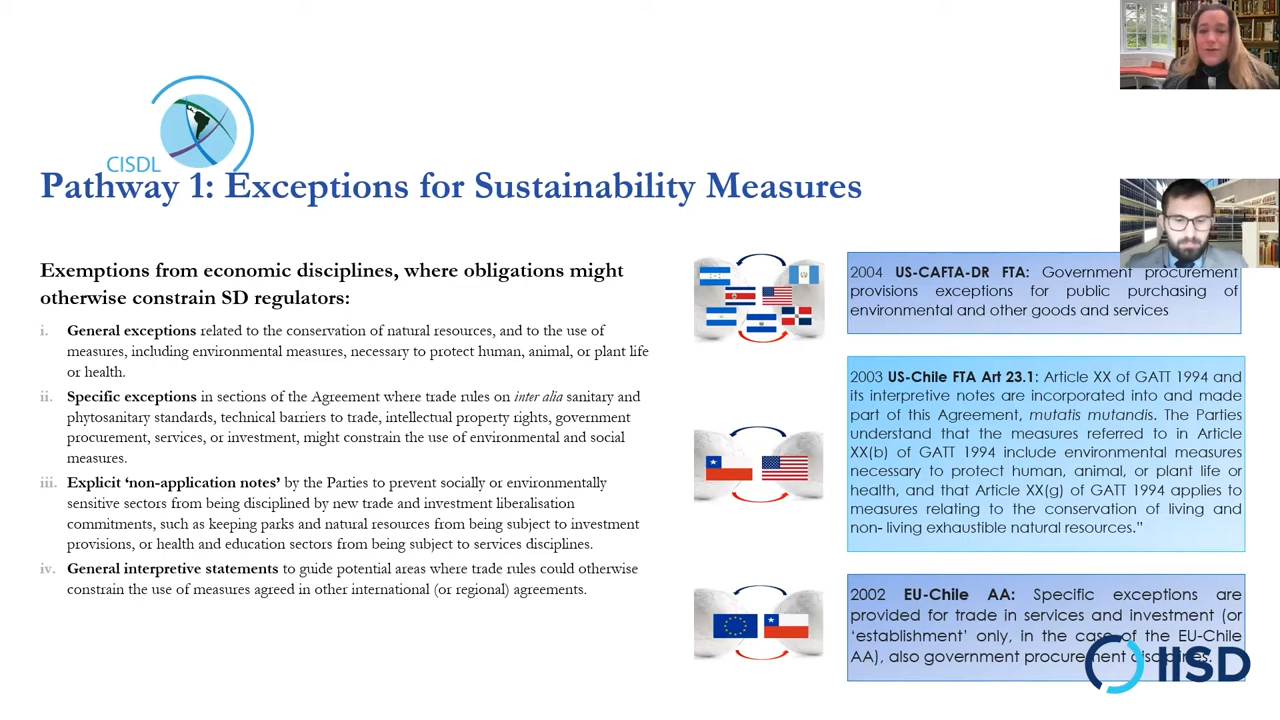 CISDL
Pathway 1: Exceptions for Sustainability Measures
Exemptions from economic disciplines, where obligations might
otherwise constrain SD regulators:
i. General exceptions related to the conservation of natural resources, and to the use of
measures, including environmental measures, necessary to protect human, animal, or plant life
or health.
ii. Specific exceptions in sections of the Agreement where trade rules on inter alia sanitary and
phytosanitary standards, technical barriers to trade, intellectual property rights, government
procurement, services, or investment, might constrain the use of environmental and social
measures.
iii. Explicit ‘non-application notes’ by the Parties to prevent socially or environmentally
sensitive sectors from being disciplined by new trade and investment liberalisation
commitments, such as keeping parks and natural resources from being subject to investment
provisions, or health and education sectors from being subject to services disciplines.
iv. General interpretive statements to guide potential areas where trade rules could otherwise
constrain the use of measures agreed in other international (or regional) agreements.
2004 US-CAFTA-DR FTA: Government procurement
provisions exceptions for public purchasing of
environmental and other goods and services
2003 US-Chile FTA Art 23.1: Article XX of GATT 1994 and
its interpretive notes are incorporated into and made
part of this Agreement, mutatis mutandis. The Parties
understand that the measures referred to in Article
XX(b) of GATT 1994 include environmental measures
necessary to protect human, animal, or plant life or
health, and that Article XX(g) of GATT 1994 applies to
measures relating to the conservation of living and
non- living exhaustible natural resources.”
2002 EU-Chile AA: Specific exceptions are
provided for trade in services and investment (or
‘establishment’ only, in the case of the EU-Chile
AA), also government procurement disciplines.
IISD